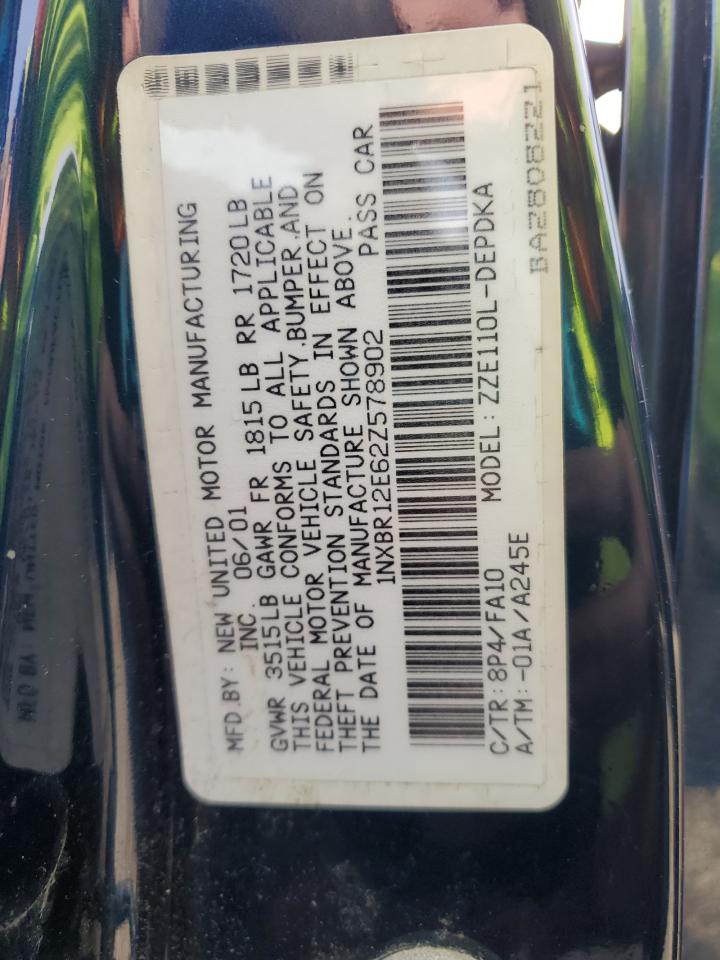 MFD.BY: NEW UNITED MOTOR MANUFACTURING
INC. 06/01
GVWR 3515LB GAWR FR 1815LB RR 1720LB
THIS VEHICLE CONFORMS TO ALL APPLICABLE
FEDERAL MOTOR VEHICLE SAFETY,BUMPER,AND
THEFT PREVENTION STANDARDS IN EFFECT ON
THE DATE OF MANUFACTURE SHOWN ABOVE.
1NXBR12E62Z578902 PASS CAR
C/TR:8P4/FA10 MODEL:ZZE110L-DEPDKA
A/TM:-01A/A245E
BA2808221